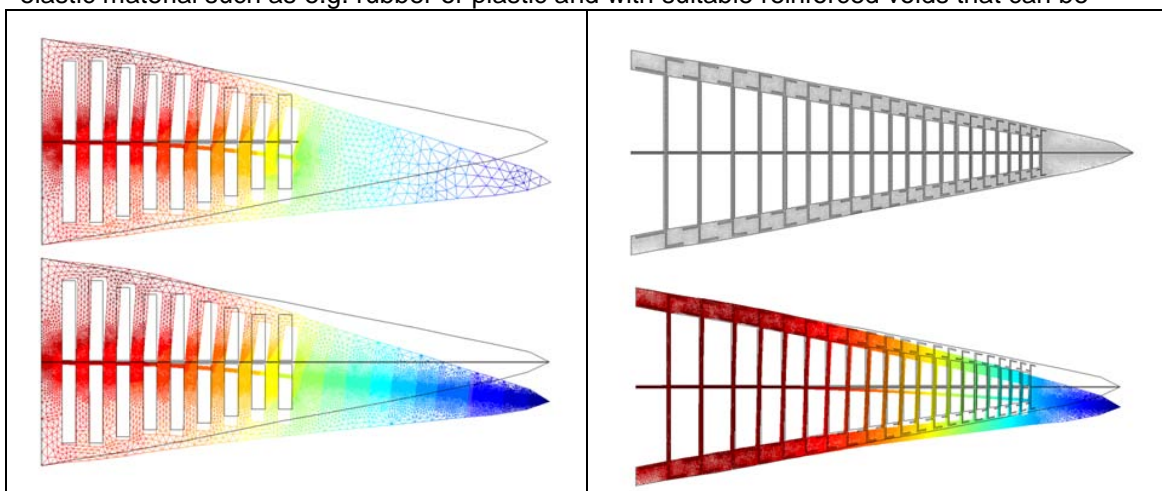 elastic material such as e.g. rubber or plastic and with suitable reinforced voids that can be